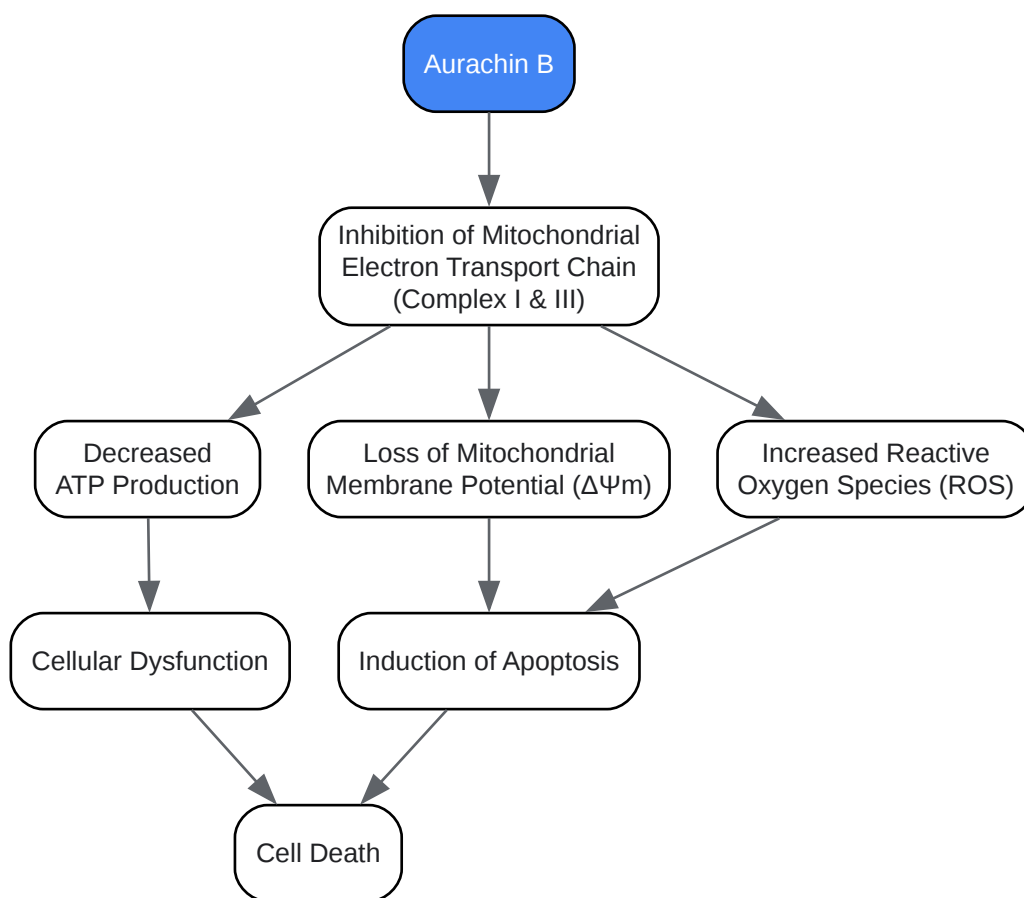 Aurachin B
Inhibition of Mitochondrial
Electron Transport Chain
(Complex I & III)
Decreased
ATP Production
Loss of Mitochondrial
Membrane Potential (ΔΨm)
Increased Reactive
Oxygen Species (ROS)
Cellular Dysfunction
Induction of Apoptosis
Cell Death